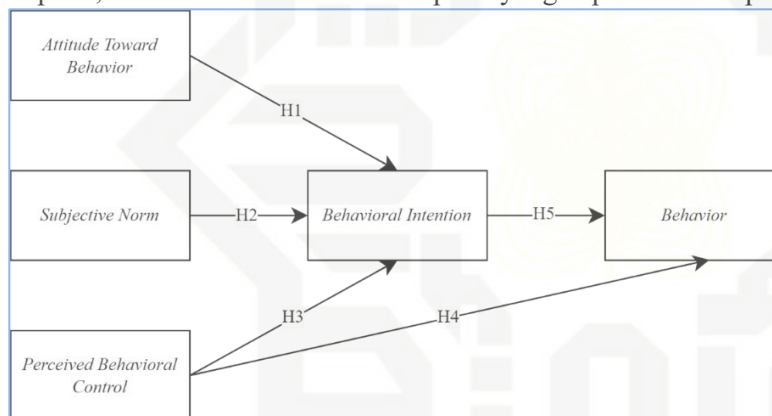 Attitude Toward
Behavior
H1
Subjective Norm
H2
Behavioral Intention
H5
Behavior
H3
H4
Perceived Behavioral
Control